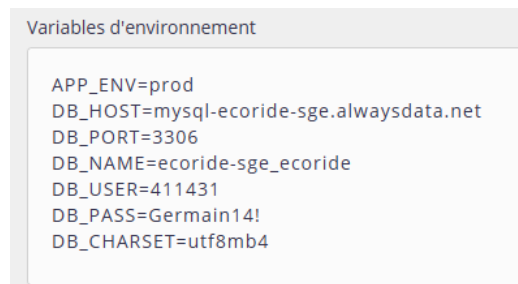 Variables d'environnement
APP_ENV=prod
DB_HOST=mysql-ecoride-sge.alwaysdata.net
DB_PORT=3306
DB_NAME=ecoride-sge_ecoride
DB_USER=411431
DB_PASS=Germain14!
DB_CHARSET=utf8mb4